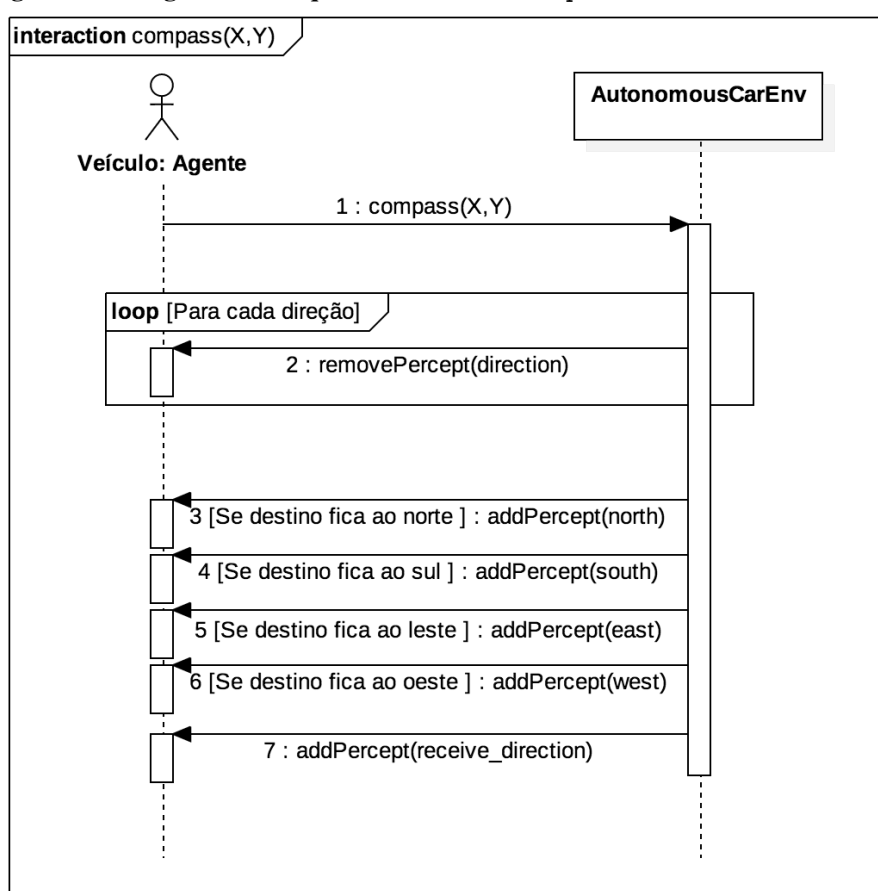 interaction compass(X,Y)
AutonomousCarEnv
Veículo: Agente
1 : compass(X,Y)
loop [Para cada direção]
2 : removePercept(direction)
3 [Se destino fica ao norte ] : addPercept(north)
4 [Se destino fica ao sul ] : addPercept(south)
5 [Se destino fica ao leste ] : addPercept(east)
6 [Se destino fica ao oeste ] : addPercept(west)
7 : addPercept(receive_direction)